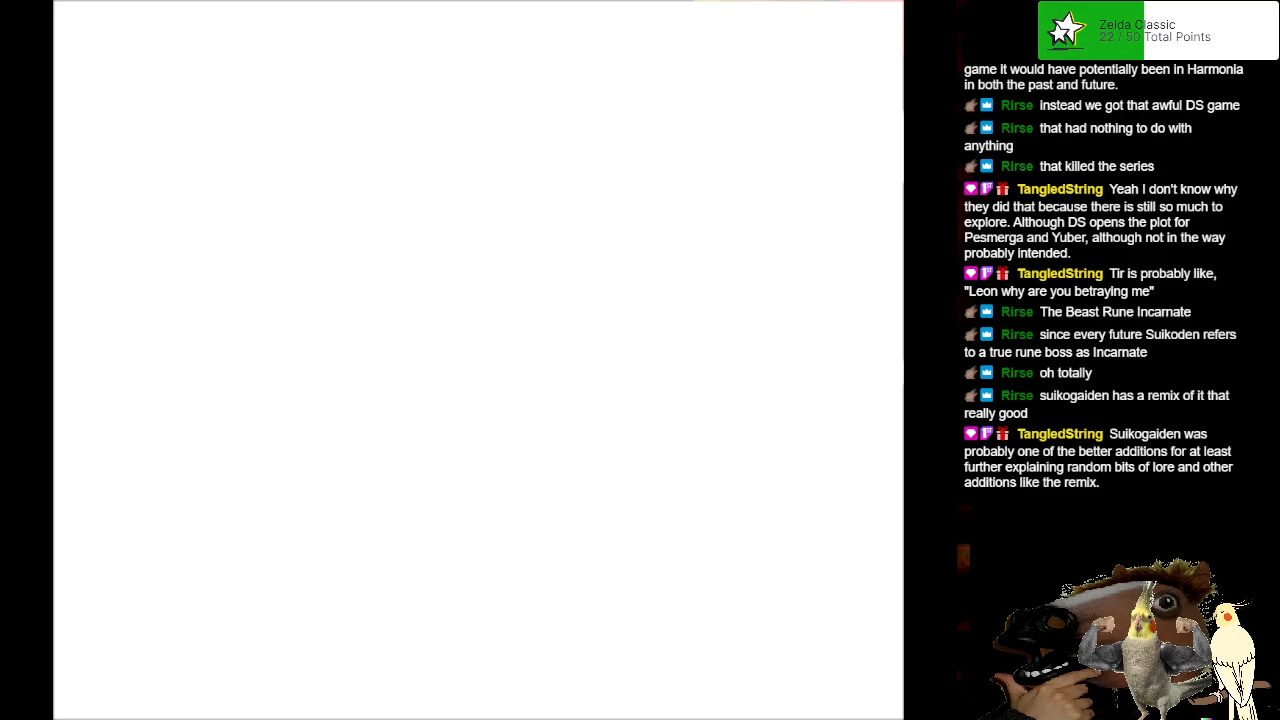 Zelda Classic
22 / 50 Total Points
game it would have potentially been in Harmonia
in both the past and future.
Rirse instead we got that awful DS game
Rirse that had nothing to do with
anything
Rirse that killed the series
TangledString Yeah I don't know why
they did that because there is still so much to
explore. Although DS opens the plot for
Pesmerga and Yuber, although not in the way
probably intended.
TangledString Tir is probably like,
"Leon why are you betraying me"
Rirse The Beast Rune Incarnate
Rirse since every future Suikoden refers
to a true rune boss as Incarnate
Rirse oh totally
Rirse suikogaiden has a remix of it that
really good
TangledString Suikogaiden was
probably one of the better additions for at least
further explaining random bits of lore and other
additions like the remix.